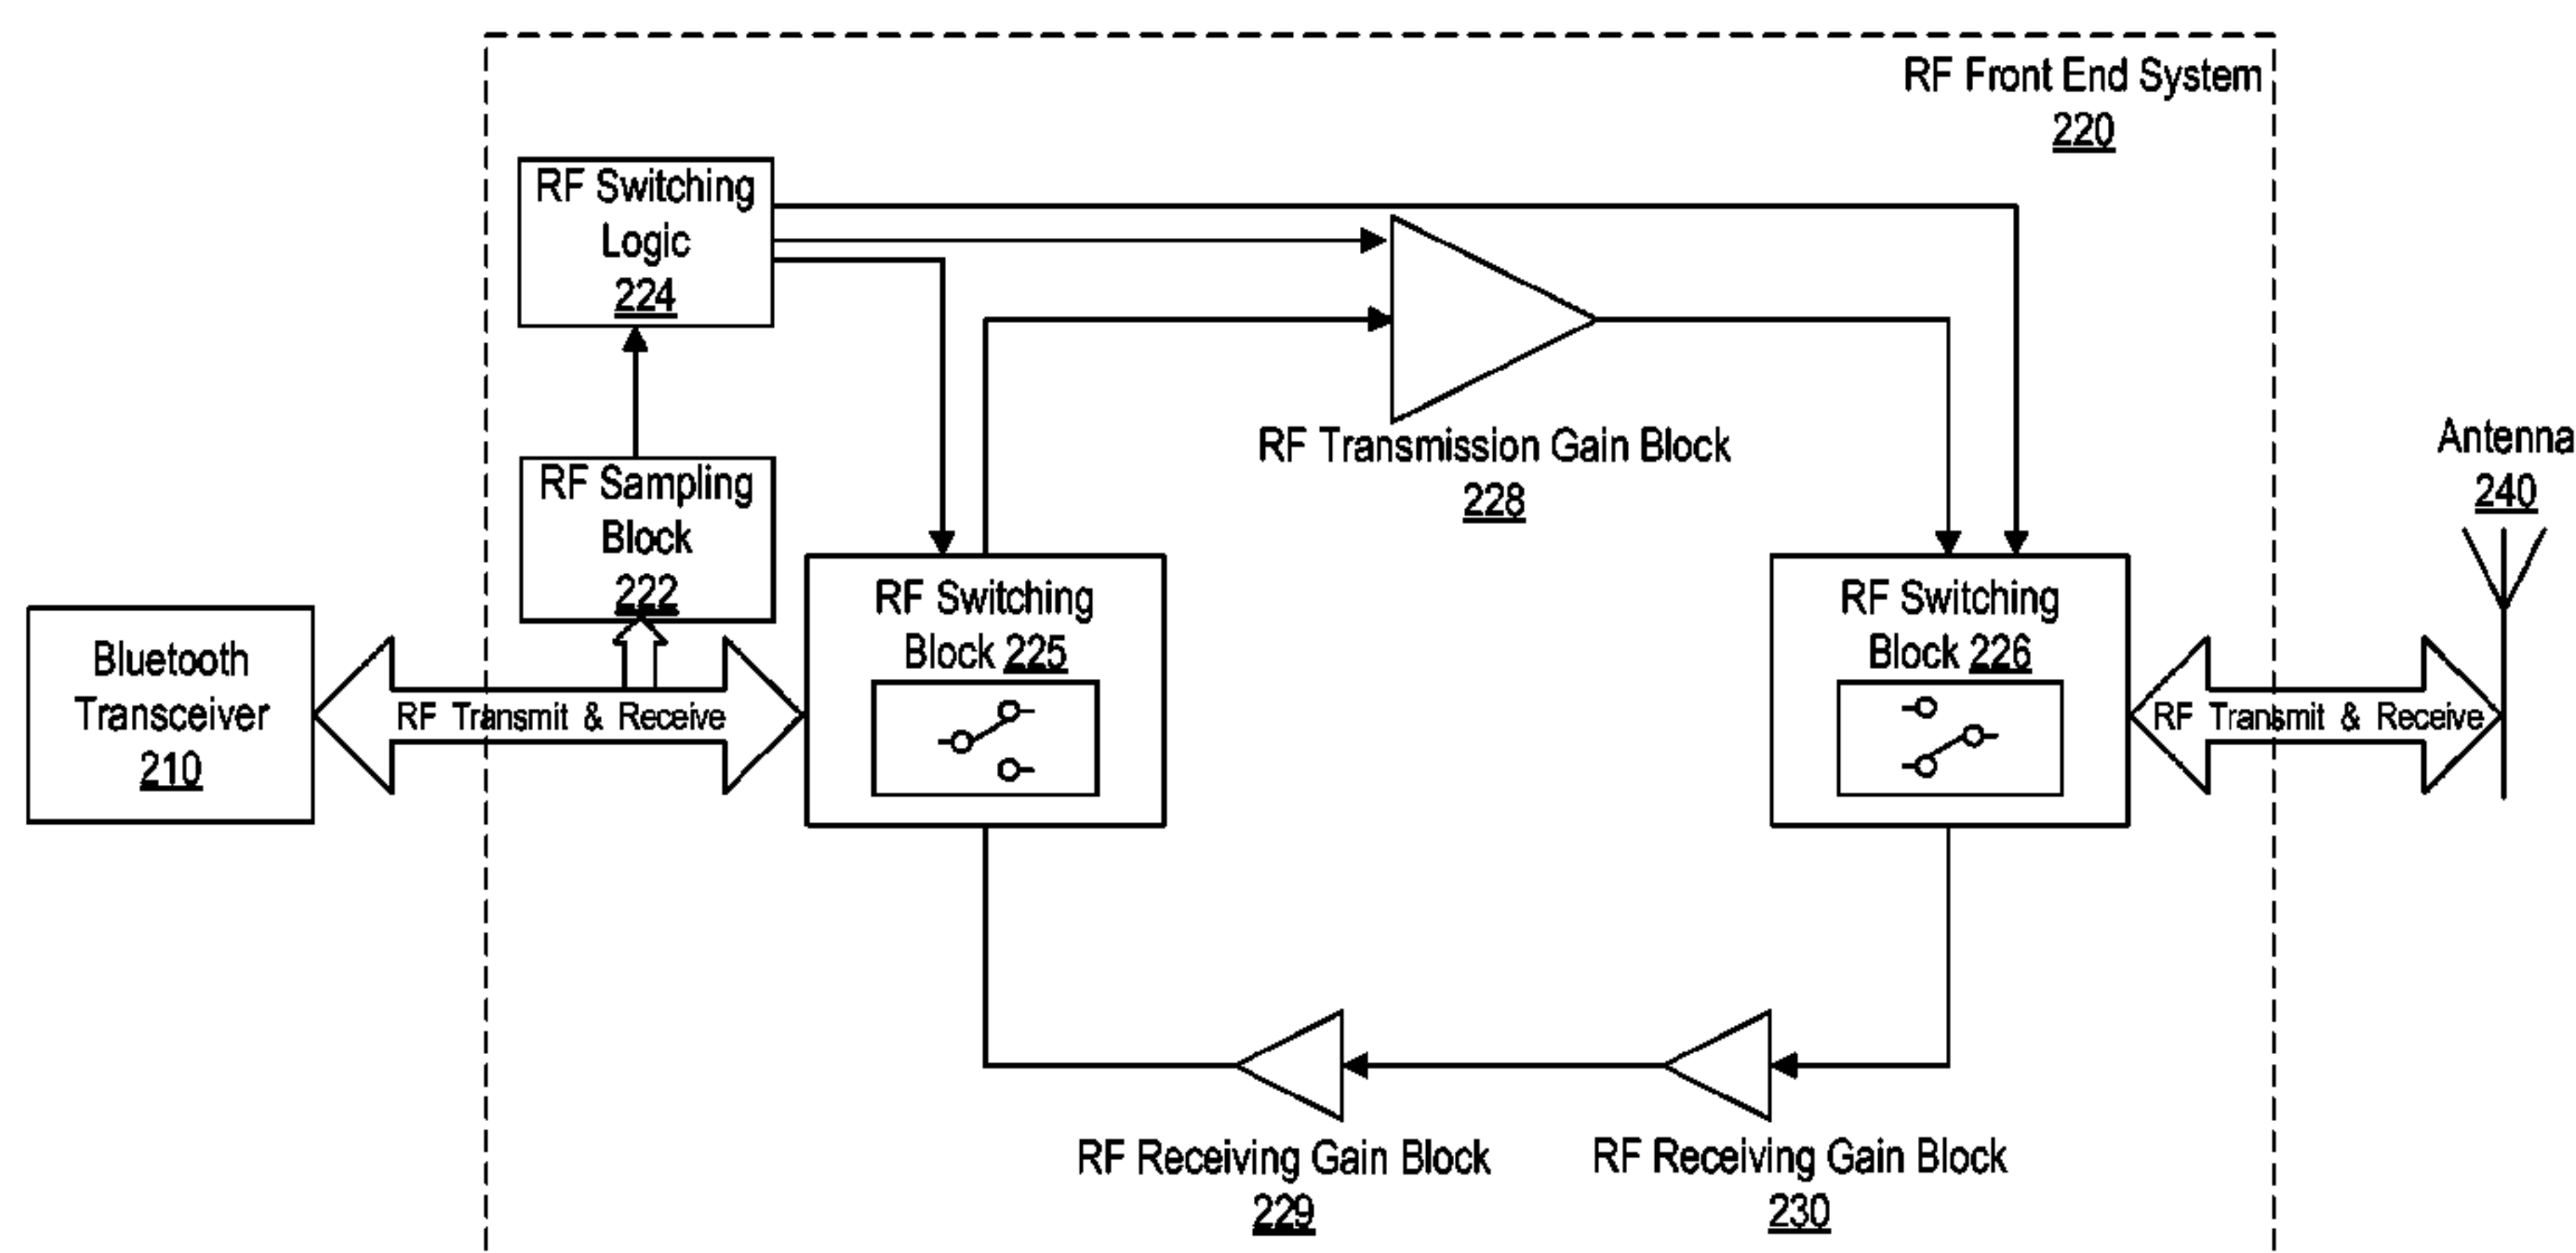 RF Front End System
220
RF Switching
Logic
224
RF Transmission Gain Block
228
Antenna
240
RF Sampling
Block
222
RF Switching
Block 225
RF Switching
Block 226
Bluetooth
Transceiver
210
RF Transmit & Receive
RF Transmit & Receive
RF Receiving Gain Block
229
RF Receiving Gain Block
230